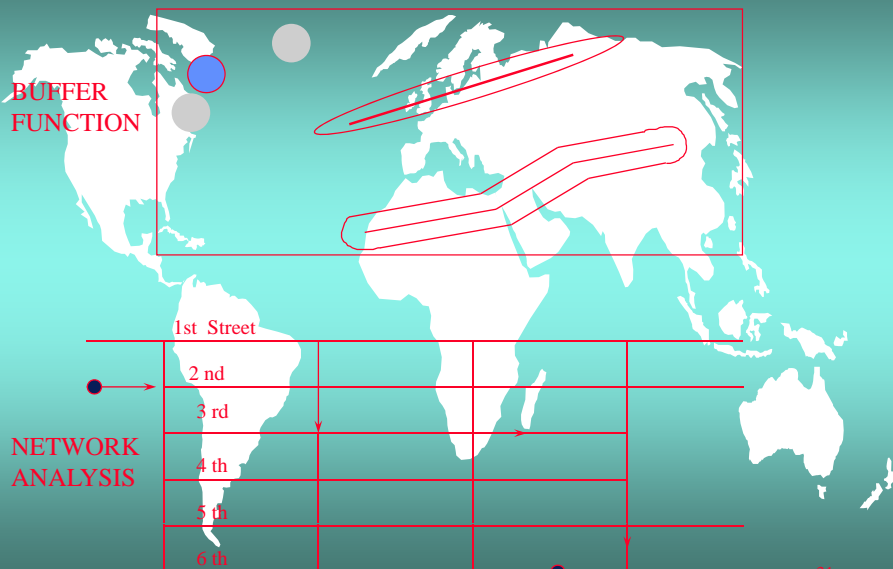 BUFFER
FUNCTION
1st Street
2 nd
3 rd
NETWORK
ANALYSIS
4 th
5 th
6 th